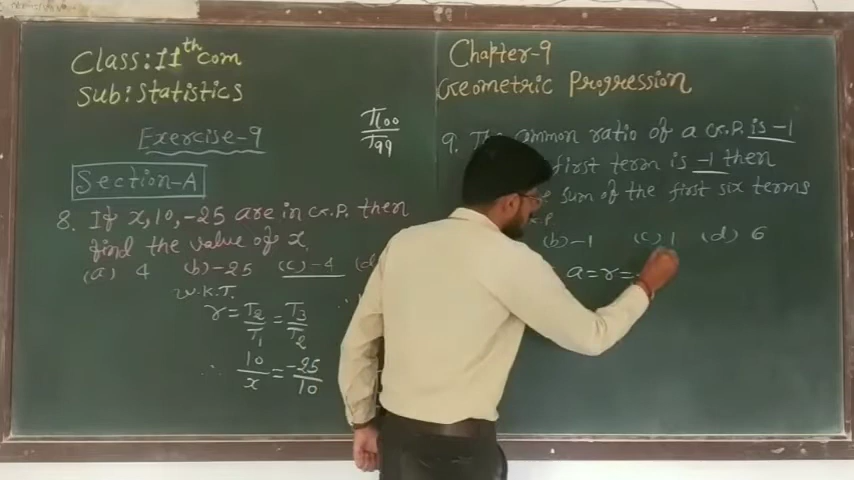 Class: 11th com
Sub: Statistics
Exercise-9
Section-A
T100
T99
8. If x, 10, -25 are in G.P. then
find the value of x.
(a) 4 (b) -25 (c) -4 (d)
W.K.T.
r = T2/T1 = T3/T2
∴ 10/x = -25/10
Chapter-9
Geometric Progression
9. The common ratio of a G.P. is -1
first term is -1 then
sum of the first six terms
(b) -1 (c) 1 (d) 6
a = r =